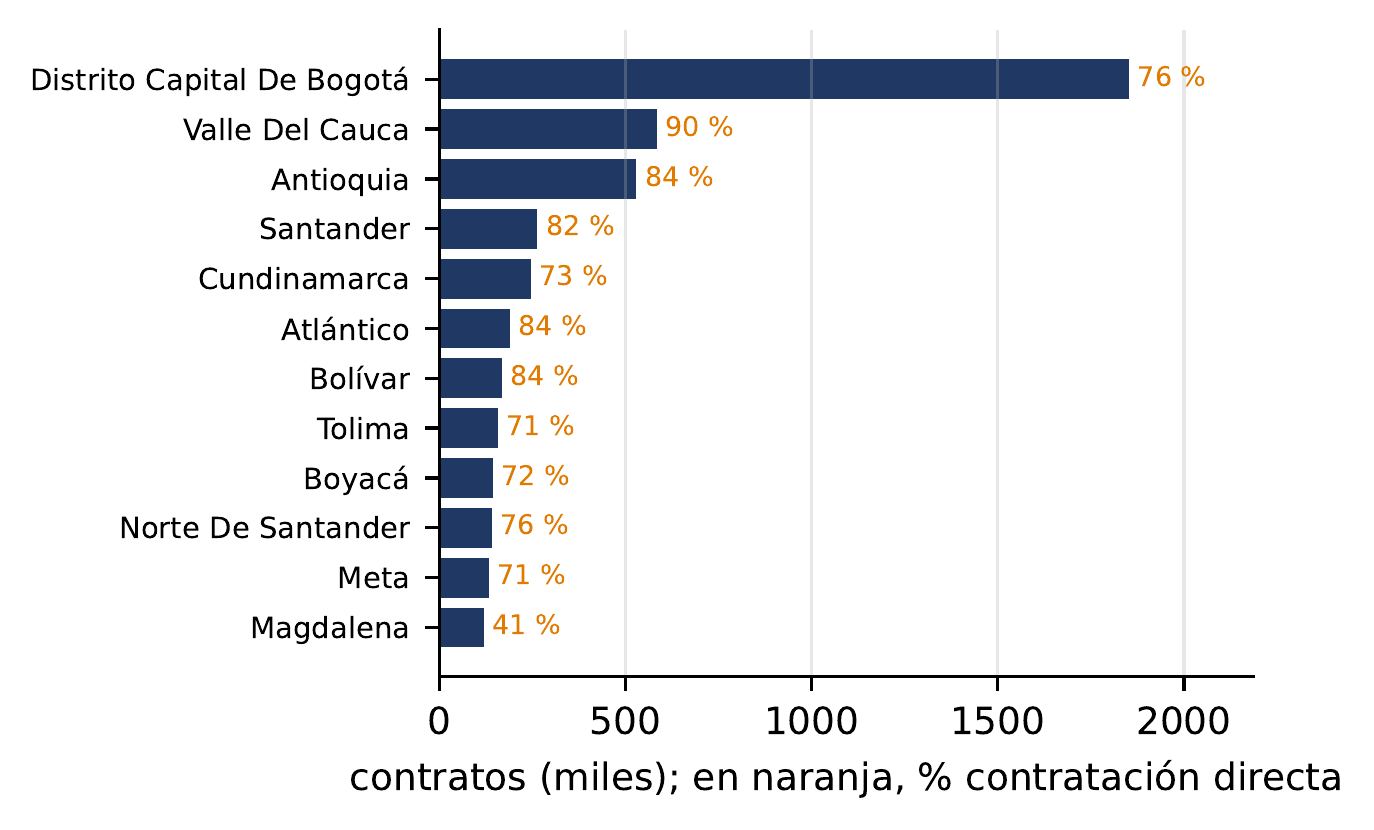 Distrito Capital De Bogotá 76 %
Valle Del Cauca 90 %
Antioquia 84 %
Santander 82 %
Cundinamarca 73 %
Atlántico 84 %
Bolívar 84 %
Tolima 71 %
Boyacá 72 %
Norte De Santander 76 %
Meta 71 %
Magdalena 41 %
0 500 1000 1500 2000
contratos (miles); en naranja, % contratación directa